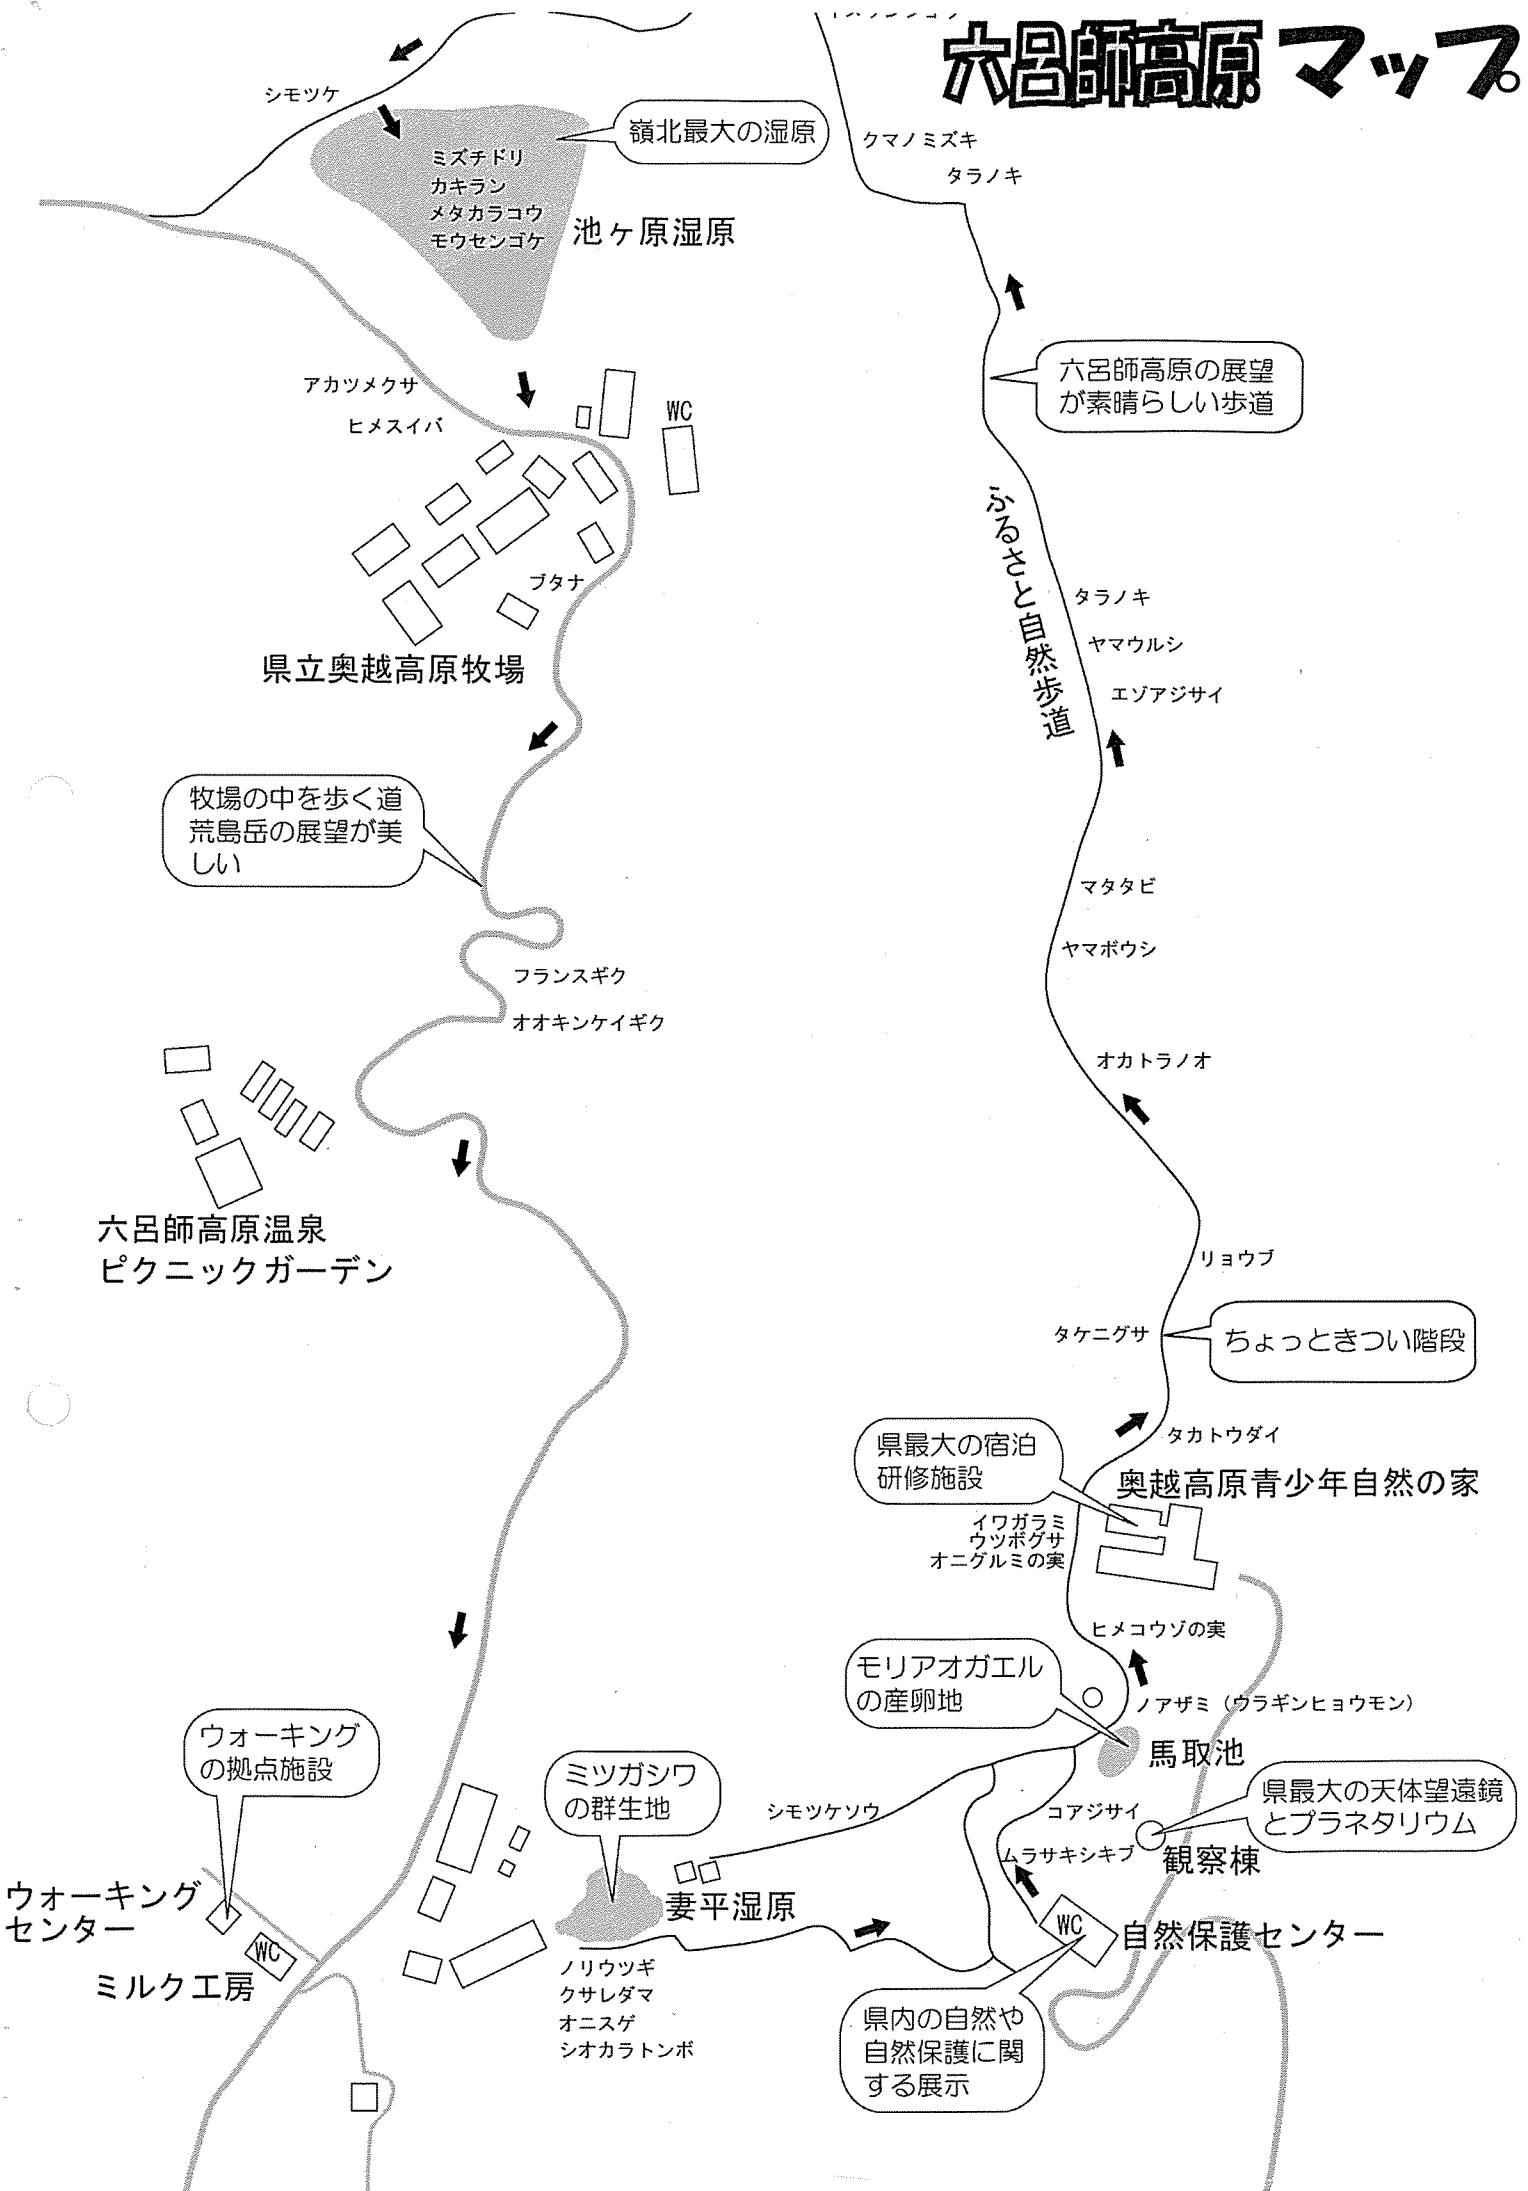 六呂師高原マップ
シモツケ
嶺北最大の湿原
ミズチドリ
カキラン
メタカラコウ
モウセンゴケ
池ヶ原湿原
クマノミズキ
タラノキ
六呂師高原の展望
が素晴らしい歩道
アカツメクサ
ヒメスイバ
WC
ブタナ
県立奥越高原牧場
ふるさと自然歩道
タラノキ
ヤマウルシ
エゾアジサイ
牧場の中を歩く道
荒島岳の展望が美
しい
マタタビ
ヤマボウシ
フランスギク
オオキンケイギク
オカトラノオ
六呂師高原温泉
ピクニックガーデン
リョウブ
タケニグサ
ちょっときつい階段
タカトウダイ
県最大の宿泊
研修施設
奥越高原青少年自然の家
イワガラミ
ウツボグサ
オニグルミの実
ヒメコウゾの実
モリアオガエル
の産卵地
ノアザミ（ウラギンヒョウモン）
馬取池
ウォーキング
の拠点施設
ミツガシワ
の群生地
シモツケソウ
コアジサイ
県最大の天体望遠鏡
とプラネタリウム
ムラサキシキブ
観察棟
ウォーキング
センター
WC
ミルク工房
妻平湿原
WC
自然保護センター
ノリウツギ
クサレダマ
オニスゲ
シオカラトンボ
県内の自然や
自然保護に関
する展示